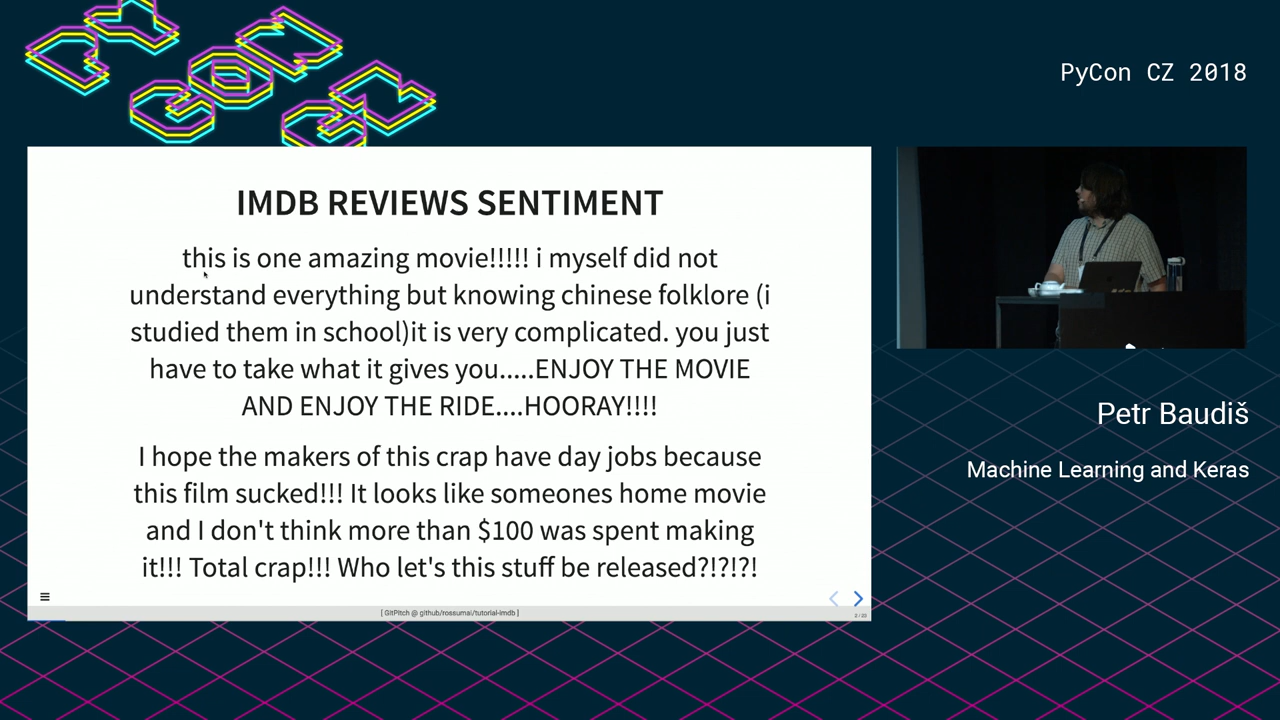 PYCON CZ
PyCon CZ 2018
IMDB REVIEWS SENTIMENT
this is one amazing movie!!!!! i myself did not
understand everything but knowing chinese folklore (i
studied them in school)it is very complicated. you just
have to take what it gives you.....ENJOY THE MOVIE
AND ENJOY THE RIDE....HOORAY!!!!
I hope the makers of this crap have day jobs because
this film sucked!!! It looks like someones home movie
and I don't think more than $100 was spent making
it!!! Total crap!!! Who let's this stuff be released?!?!?!
[ GitPitch @ github/rossumai/tutorial-imdb ]
2 / 23
Petr Baudiš
Machine Learning and Keras